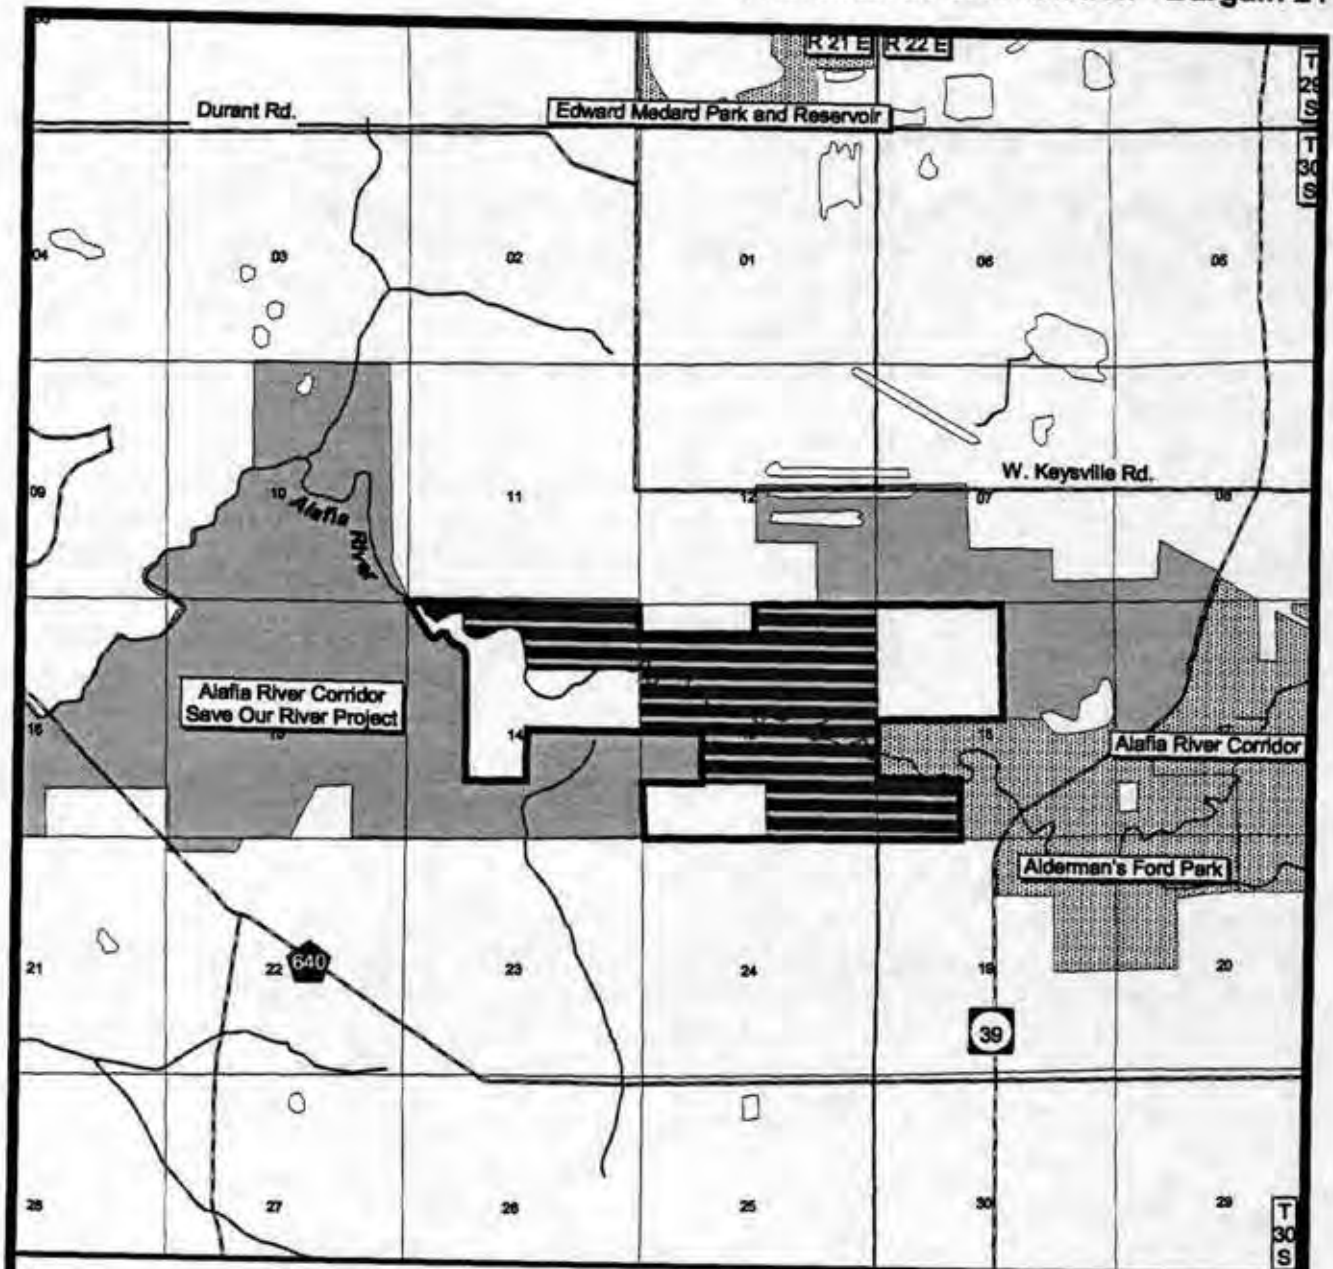 R 21 E
R 22 E
T
29
S
Durant Rd.
Edward Medard Park and Reservoir
T
30
S
04
03
02
01
06
05
W. Keysville Rd.
09
10
11
12
07
08
Alafia River
Alafia River Corridor
Save Our River Project
16
15
14
Alafia River Corridor
Alderman's Ford Park
21
22
640
23
24
19
20
39
28
27
26
25
30
29
T
30
S